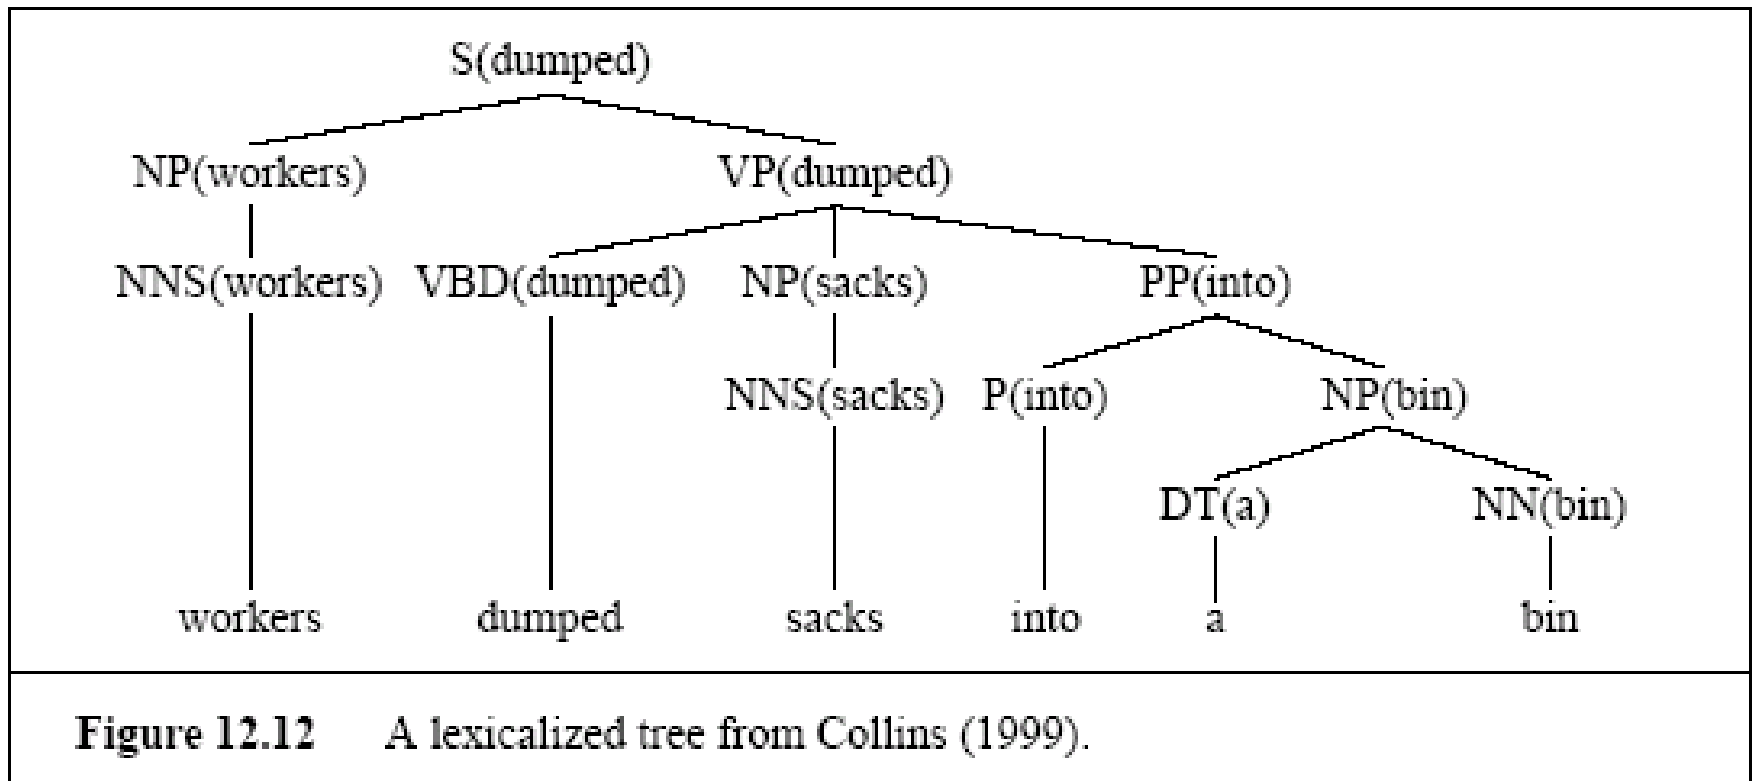 S(dumped)
NP(workers) VP(dumped)
NNS(workers) VBD(dumped) NP(sacks) PP(into)
NNS(sacks) P(into) NP(bin)
DT(a) NN(bin)
workers dumped sacks into a bin
Figure 12.12 A lexicalized tree from Collins (1999).